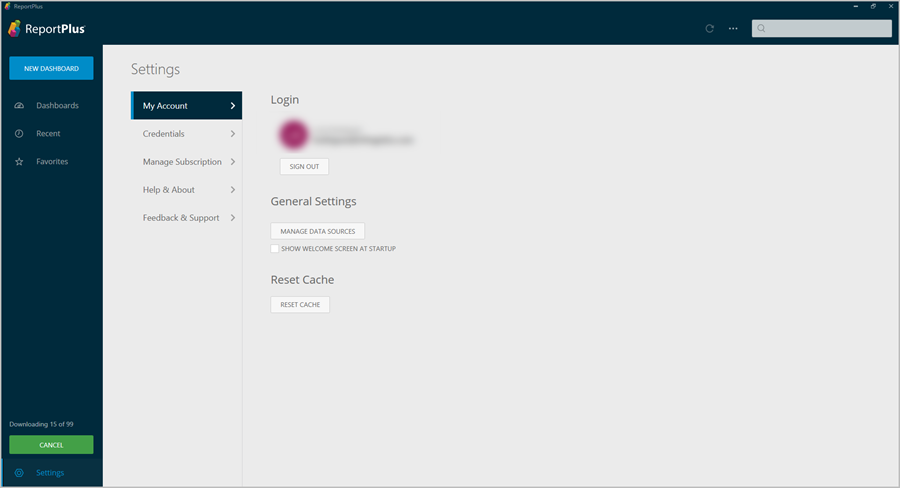 ReportPlus
ReportPlus
NEW DASHBOARD
Dashboards
Recent
Favorites
Downloading 15 of 99
CANCEL
Settings
Settings
My Account
Credentials
Manage Subscription
Help & About
Feedback & Support
Login
SIGN OUT
General Settings
MANAGE DATA SOURCES
SHOW WELCOME SCREEN AT STARTUP
Reset Cache
RESET CACHE